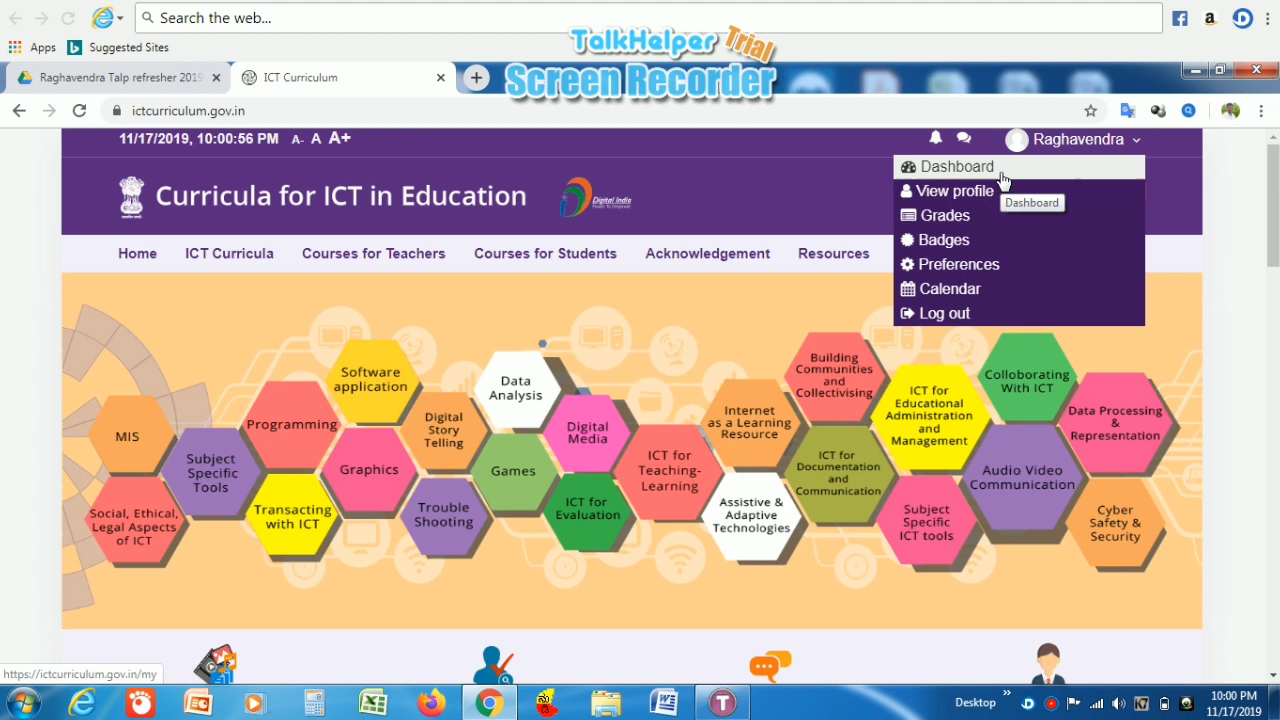 Search the web...
Apps
Suggested Sites
TalkHelper Trial
Screen Recorder
Raghavendra Talp refresher 2019
ICT Curriculum
ictcurriculum.gov.in
11/17/2019, 10:00:56 PM A- A A+
Raghavendra
Curricula for ICT in Education
Digital India
Power To Empower
Dashboard
View profile
Dashboard
Grades
Badges
Preferences
Calendar
Log out
Home ICT Curricula Courses for Teachers Courses for Students Acknowledgement Resources
MIS
Social, Ethical,
Legal Aspects
of ICT
Subject
Specific
Tools
Programming
Transacting
with ICT
Software
application
Graphics
Digital
Story
Telling
Trouble
Shooting
Data
Analysis
Games
Digital
Media
ICT for
Evaluation
ICT for
Teaching-
Learning
Internet
as a Learning
Resource
Assistive &
Adaptive
Technologies
Building
Communities
and
Collectivising
ICT for
Documentation
and
Communication
ICT for
Educational
Administration
and
Management
Subject
Specific
ICT tools
Colloborating
With ICT
Audio Video
Communication
Data Processing
&
Representation
Cyber
Safety &
Security
https://ictcurriculum.gov.in/my
Desktop
10:00 PM
11/17/2019